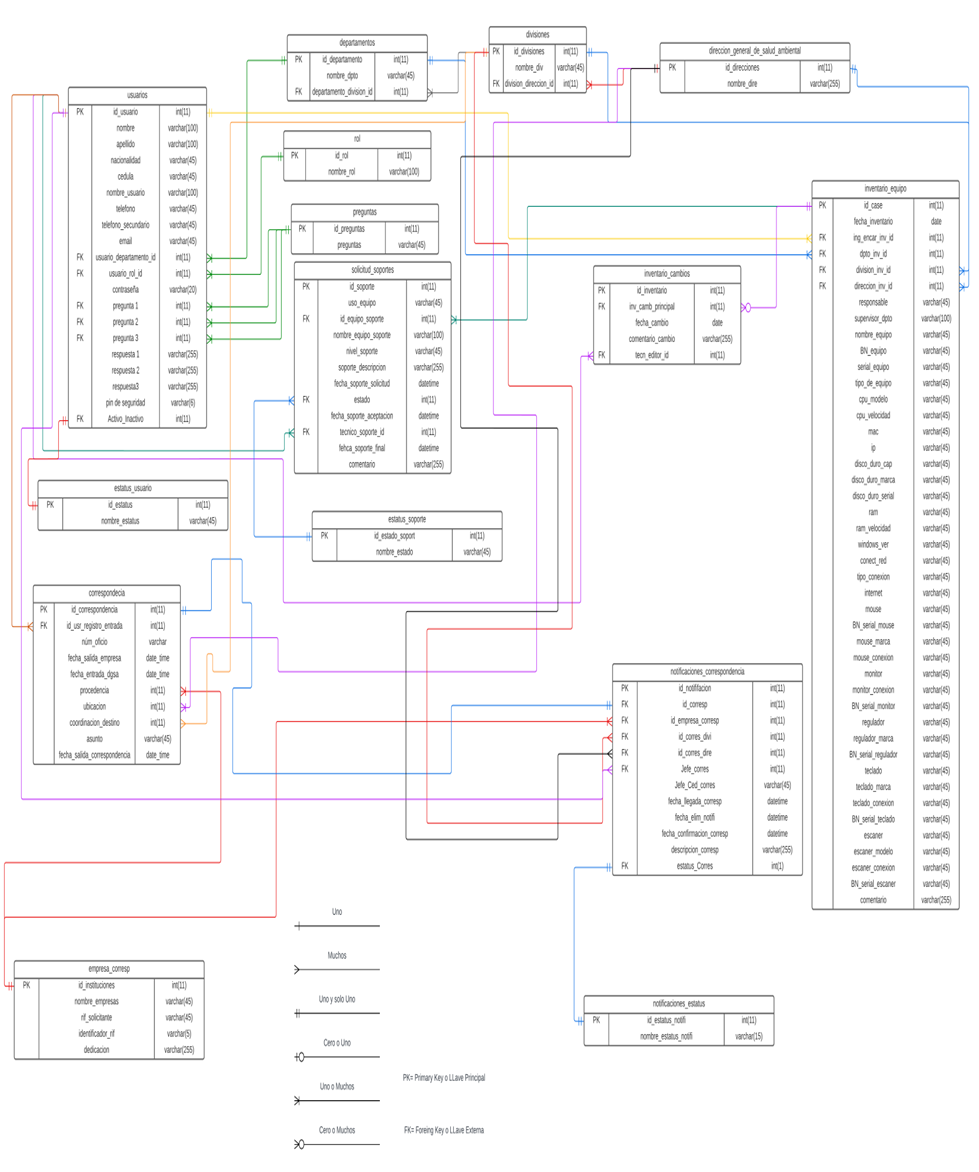 departamentos
PK id_departamento int(11)
nombre_dpto varchar(45)
FK departamento_division_id int(11)
divisiones
PK id_divisiones int(11)
nombre_div varchar(45)
FK division_direccion_id int(11)
direccion_general_de_salud_ambiental
PK id_direcciones int(11)
nombre_dire varchar(255)
usuarios
PK id_usuario int(11)
nombre varchar(100)
apellido varchar(100)
nacionalidad varchar(45)
cedula varchar(45)
nombre_usuario varchar(100)
telefono varchar(45)
telefono_secundario varchar(45)
email varchar(45)
FK usuario_departamento_id int(11)
FK usuario_rol_id int(11)
contraseña varchar(20)
FK pregunta 1 int(11)
FK pregunta 2 int(11)
FK pregunta 3 int(11)
respuesta 1 varchar(255)
respuesta 2 varchar(255)
respuesta3 varchar(255)
pin de seguridad varchar(6)
FK Activo_Inactivo int(11)
rol
PK id_rol int(11)
nombre_rol varchar(100)
preguntas
PK id_preguntas int(11)
preguntas varchar(45)
solicitud_soportes
PK id_soporte int(11)
uso_equipo varchar(45)
FK id_equipo_soporte int(11)
nombre_equipo_soporte varchar(100)
nivel_soporte varchar(45)
soporte_descripcion varchar(255)
fecha_soporte_solicitud datetime
FK estado int(11)
fecha_soporte_aceptacion datetime
FK tecnico_soporte_id int(11)
fehca_soporte_final datetime
comentario varchar(255)
inventario_cambios
PK id_inventario int(11)
FK inv_camb_principal int(11)
fecha_cambio date
comentario_cambio varchar(255)
FK tecn_editor_id int(11)
inventario_equipo
PK id_case int(11)
fecha_inventario date
FK ing_encar_inv_id int(11)
FK dpto_inv_id int(11)
FK division_inv_id int(11)
FK direccion_inv_id int(11)
responsable varchar(45)
supervisor_dpto varchar(100)
nombre_equipo varchar(45)
BN_equipo varchar(45)
serial_equipo varchar(45)
tipo_de_equipo varchar(45)
cpu_modelo varchar(45)
cpu_velocidad varchar(45)
mac varchar(45)
ip varchar(45)
disco_duro_cap varchar(45)
disco_duro_marca varchar(45)
disco_duro_serial varchar(45)
ram varchar(45)
ram_velocidad varchar(45)
windows_ver varchar(45)
conect_red varchar(45)
tipo_conexion varchar(45)
internet varchar(45)
mouse varchar(45)
BN_serial_mouse varchar(45)
mouse_marca varchar(45)
mouse_conexion varchar(45)
monitor varchar(45)
monitor_conexion varchar(45)
BN_serial_monitor varchar(45)
regulador varchar(45)
regulador_marca varchar(45)
BN_serial_regulador varchar(45)
teclado varchar(45)
teclado_marca varchar(45)
teclado_conexion varchar(45)
BN_serial_teclado varchar(45)
escaner varchar(45)
escaner_modelo varchar(45)
escaner_conexion varchar(45)
BN_serial_escaner varchar(45)
comentario varchar(255)
estatus_usuario
PK id_estatus int(11)
nombre_estatus varchar(45)
estatus_soporte
PK id_estado_soport int(11)
nombre_estado varchar(45)
correspondecia
PK id_correspondencia int(11)
FK id_usr_registro_entrada int(11)
núm_oficio varchar
fecha_salida_empresa date_time
fecha_entrada_dgsa date_time
procedencia int(11)
ubicacion int(11)
coordinacion_destino int(11)
asunto varchar(45)
fecha_salida_correspondencia date_time
notificaciones_correspondencia
PK id_notifilacion int(11)
FK id_corresp int(11)
FK id_empresa_corresp int(11)
FK id_corres_divi int(11)
FK id_corres_dire int(11)
FK Jefe_corres int(11)
Jefe_Ced_corres varchar(45)
fecha_llegada_corresp datetime
fecha_elim_notifi datetime
fecha_confirmacion_corresp datetime
descripcion_corresp varchar(255)
FK estatus_Corres int(1)
empresa_corresp
PK id_instituciones int(11)
nombre_empresas varchar(45)
rif_solicitante varchar(45)
identificador_rif varchar(5)
dedicacion varchar(255)
notificaciones_estatus
PK id_estatus_notifi int(11)
nombre_estatus_notifi varchar(15)
Uno
Muchos
Uno y solo Uno
Cero o Uno
Uno o Muchos
Cero o Muchos
PK= Primary Key o LLave Principal
FK= Foreing Key o LLave Externa